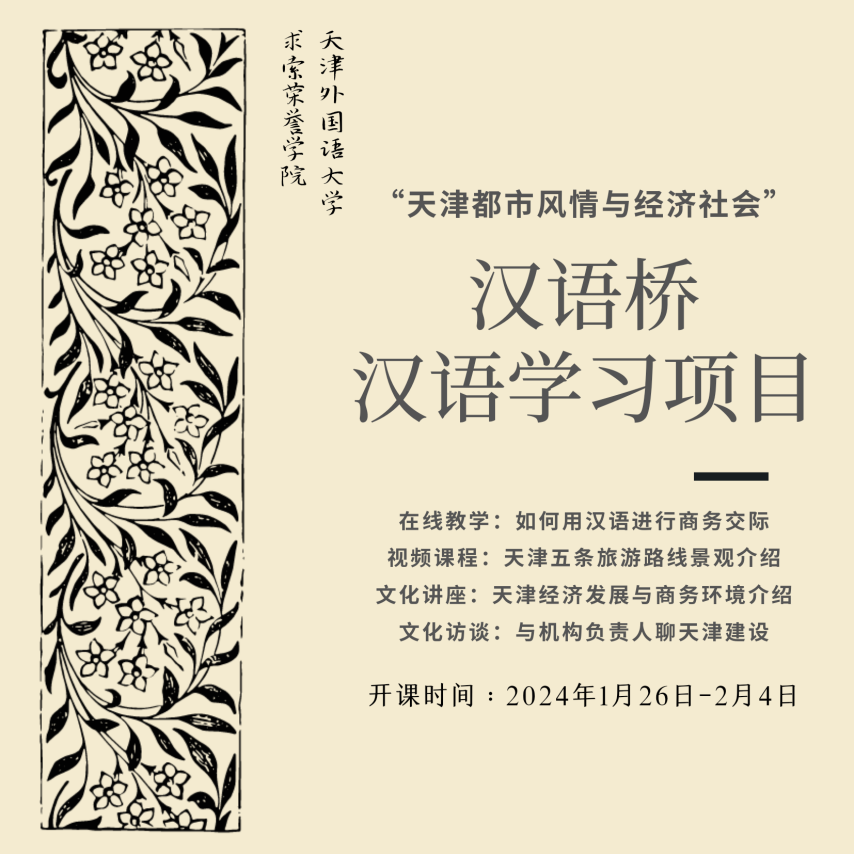 天津外国语大学
求索荣誉学院
“天津都市风情与经济社会”
汉语桥
汉语学习项目
在线教学：如何用汉语进行商务交际
视频课程：天津五条旅游路线景观介绍
文化讲座：天津经济发展与商务环境介绍
文化访谈：与机构负责人聊天津建设
开课时间：2024年1月26日-2月4日